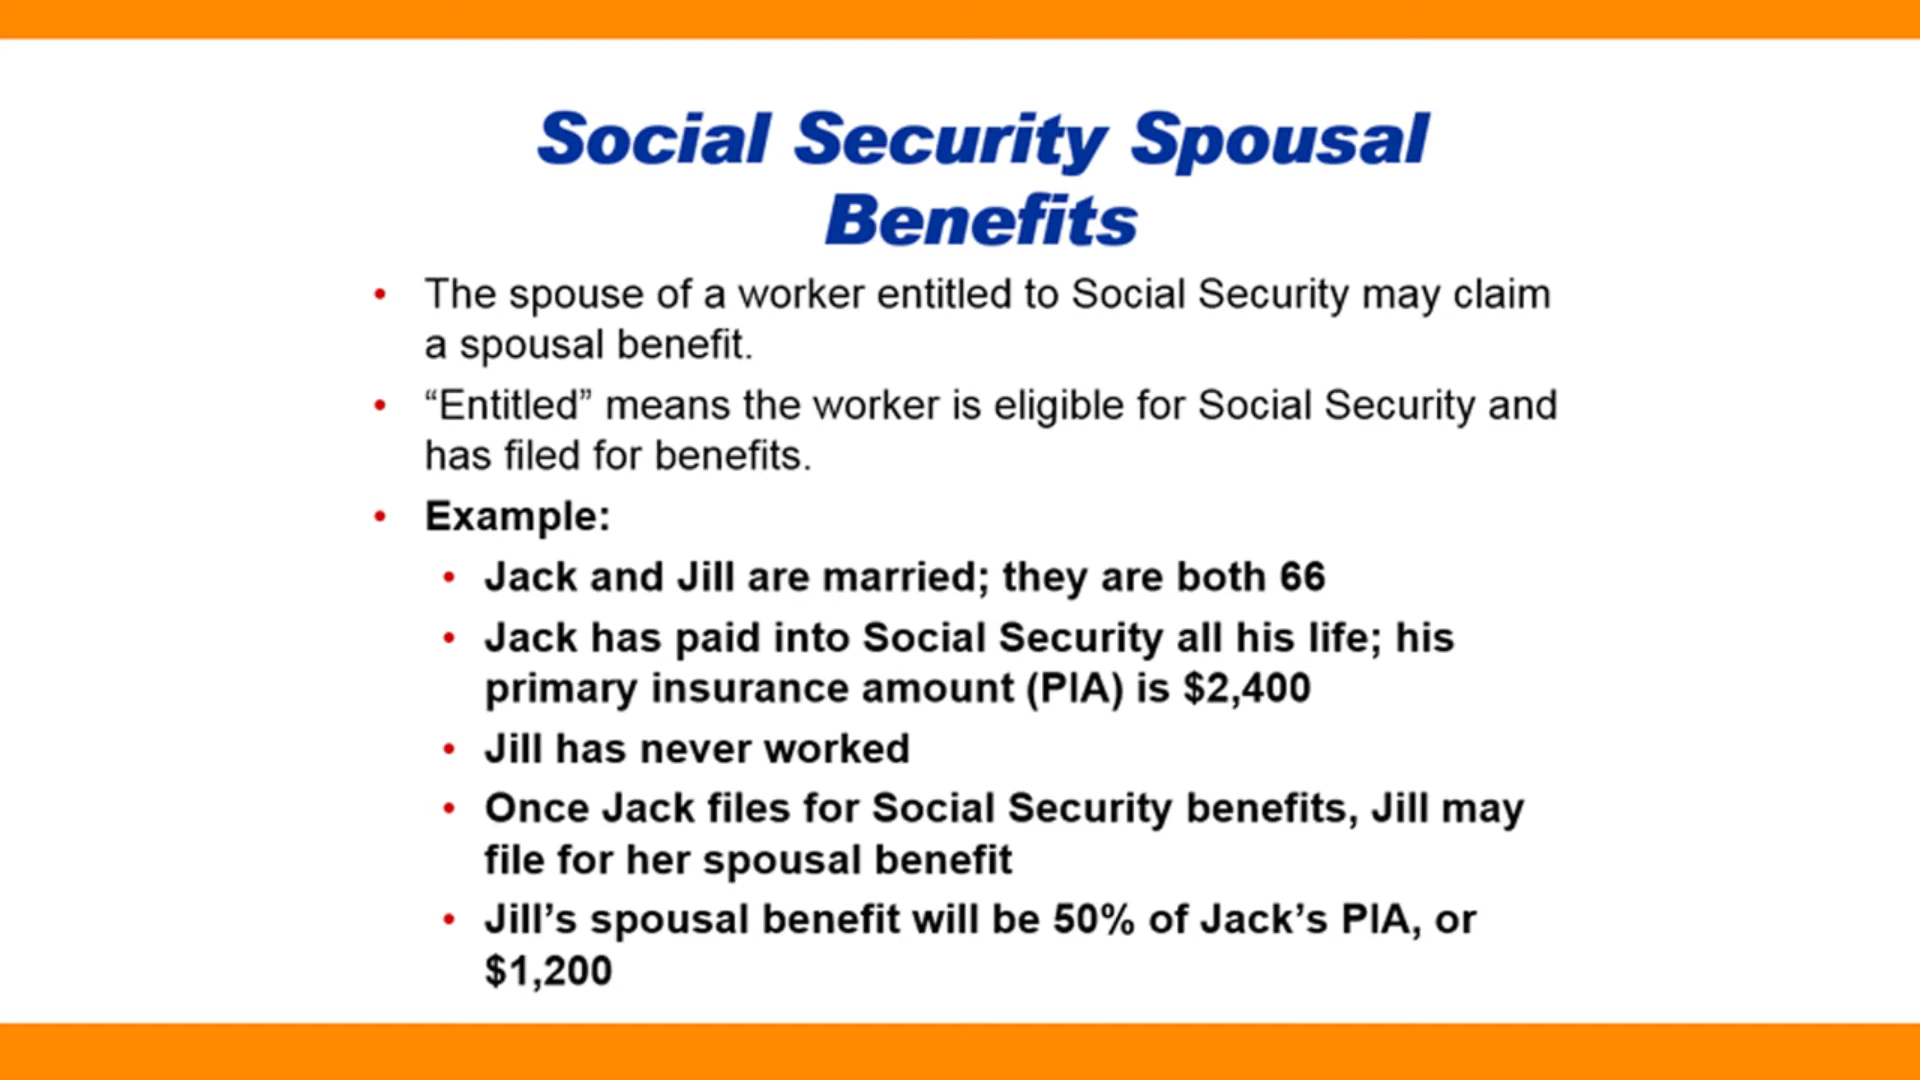 Social Security Spousal
Benefits
• The spouse of a worker entitled to Social Security may claim
a spousal benefit.
• “Entitled” means the worker is eligible for Social Security and
has filed for benefits.
• Example:
• Jack and Jill are married; they are both 66
• Jack has paid into Social Security all his life; his
primary insurance amount (PIA) is $2,400
• Jill has never worked
• Once Jack files for Social Security benefits, Jill may
file for her spousal benefit
• Jill’s spousal benefit will be 50% of Jack’s PIA, or
$1,200